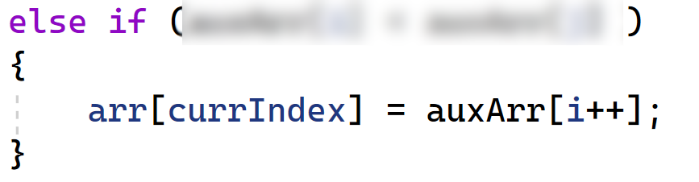 else if ( )
{
arr[currIndex] = auxArr[i++];
}